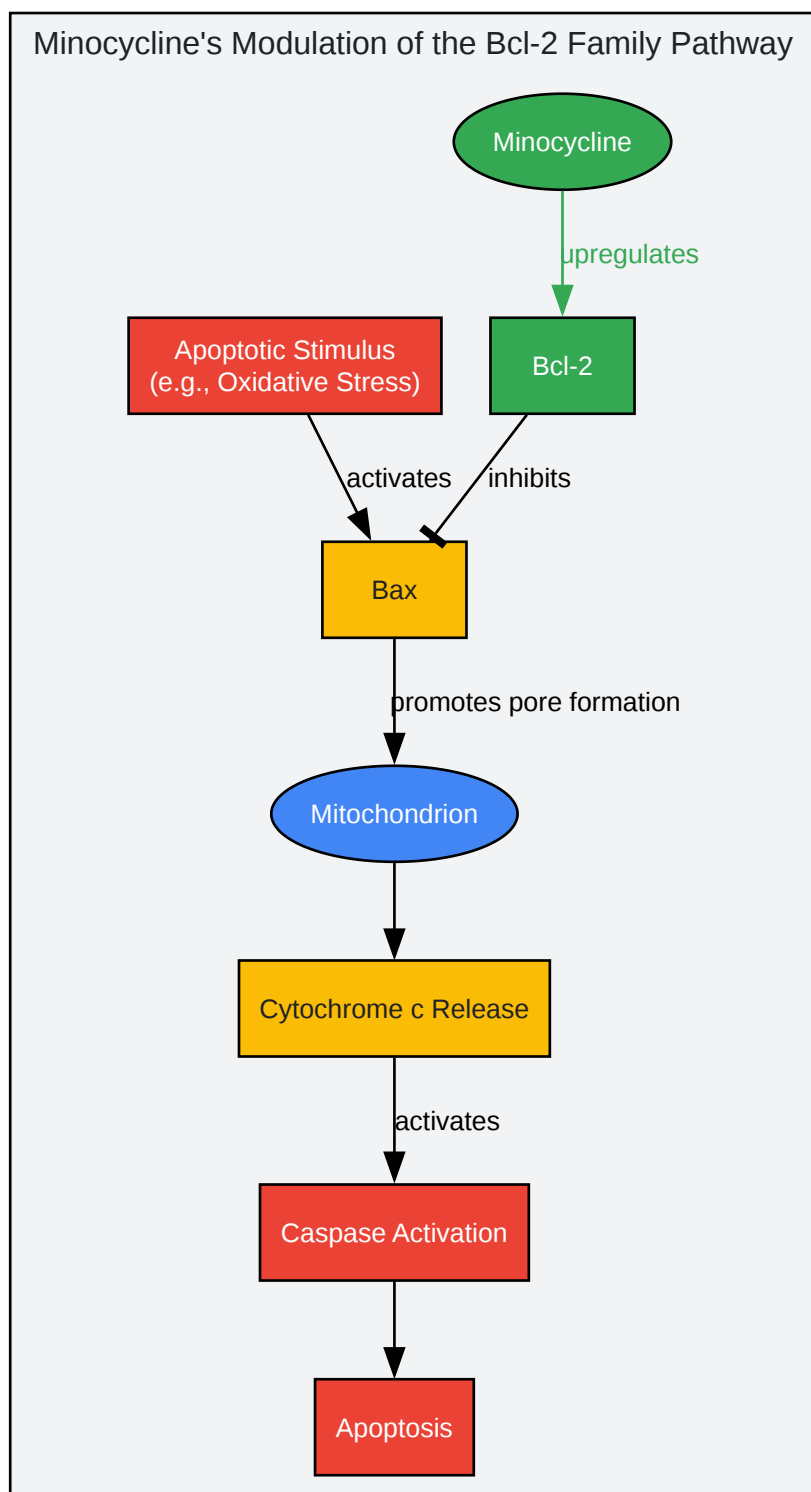 Minocycline's Modulation of the Bcl-2 Family Pathway
Minocycline
upregulates
Apoptotic Stimulus
(e.g., Oxidative Stress)
Bcl-2
activates
inhibits
Bax
promotes pore formation
Mitochondrion
Cytochrome c Release
activates
Caspase Activation
Apoptosis